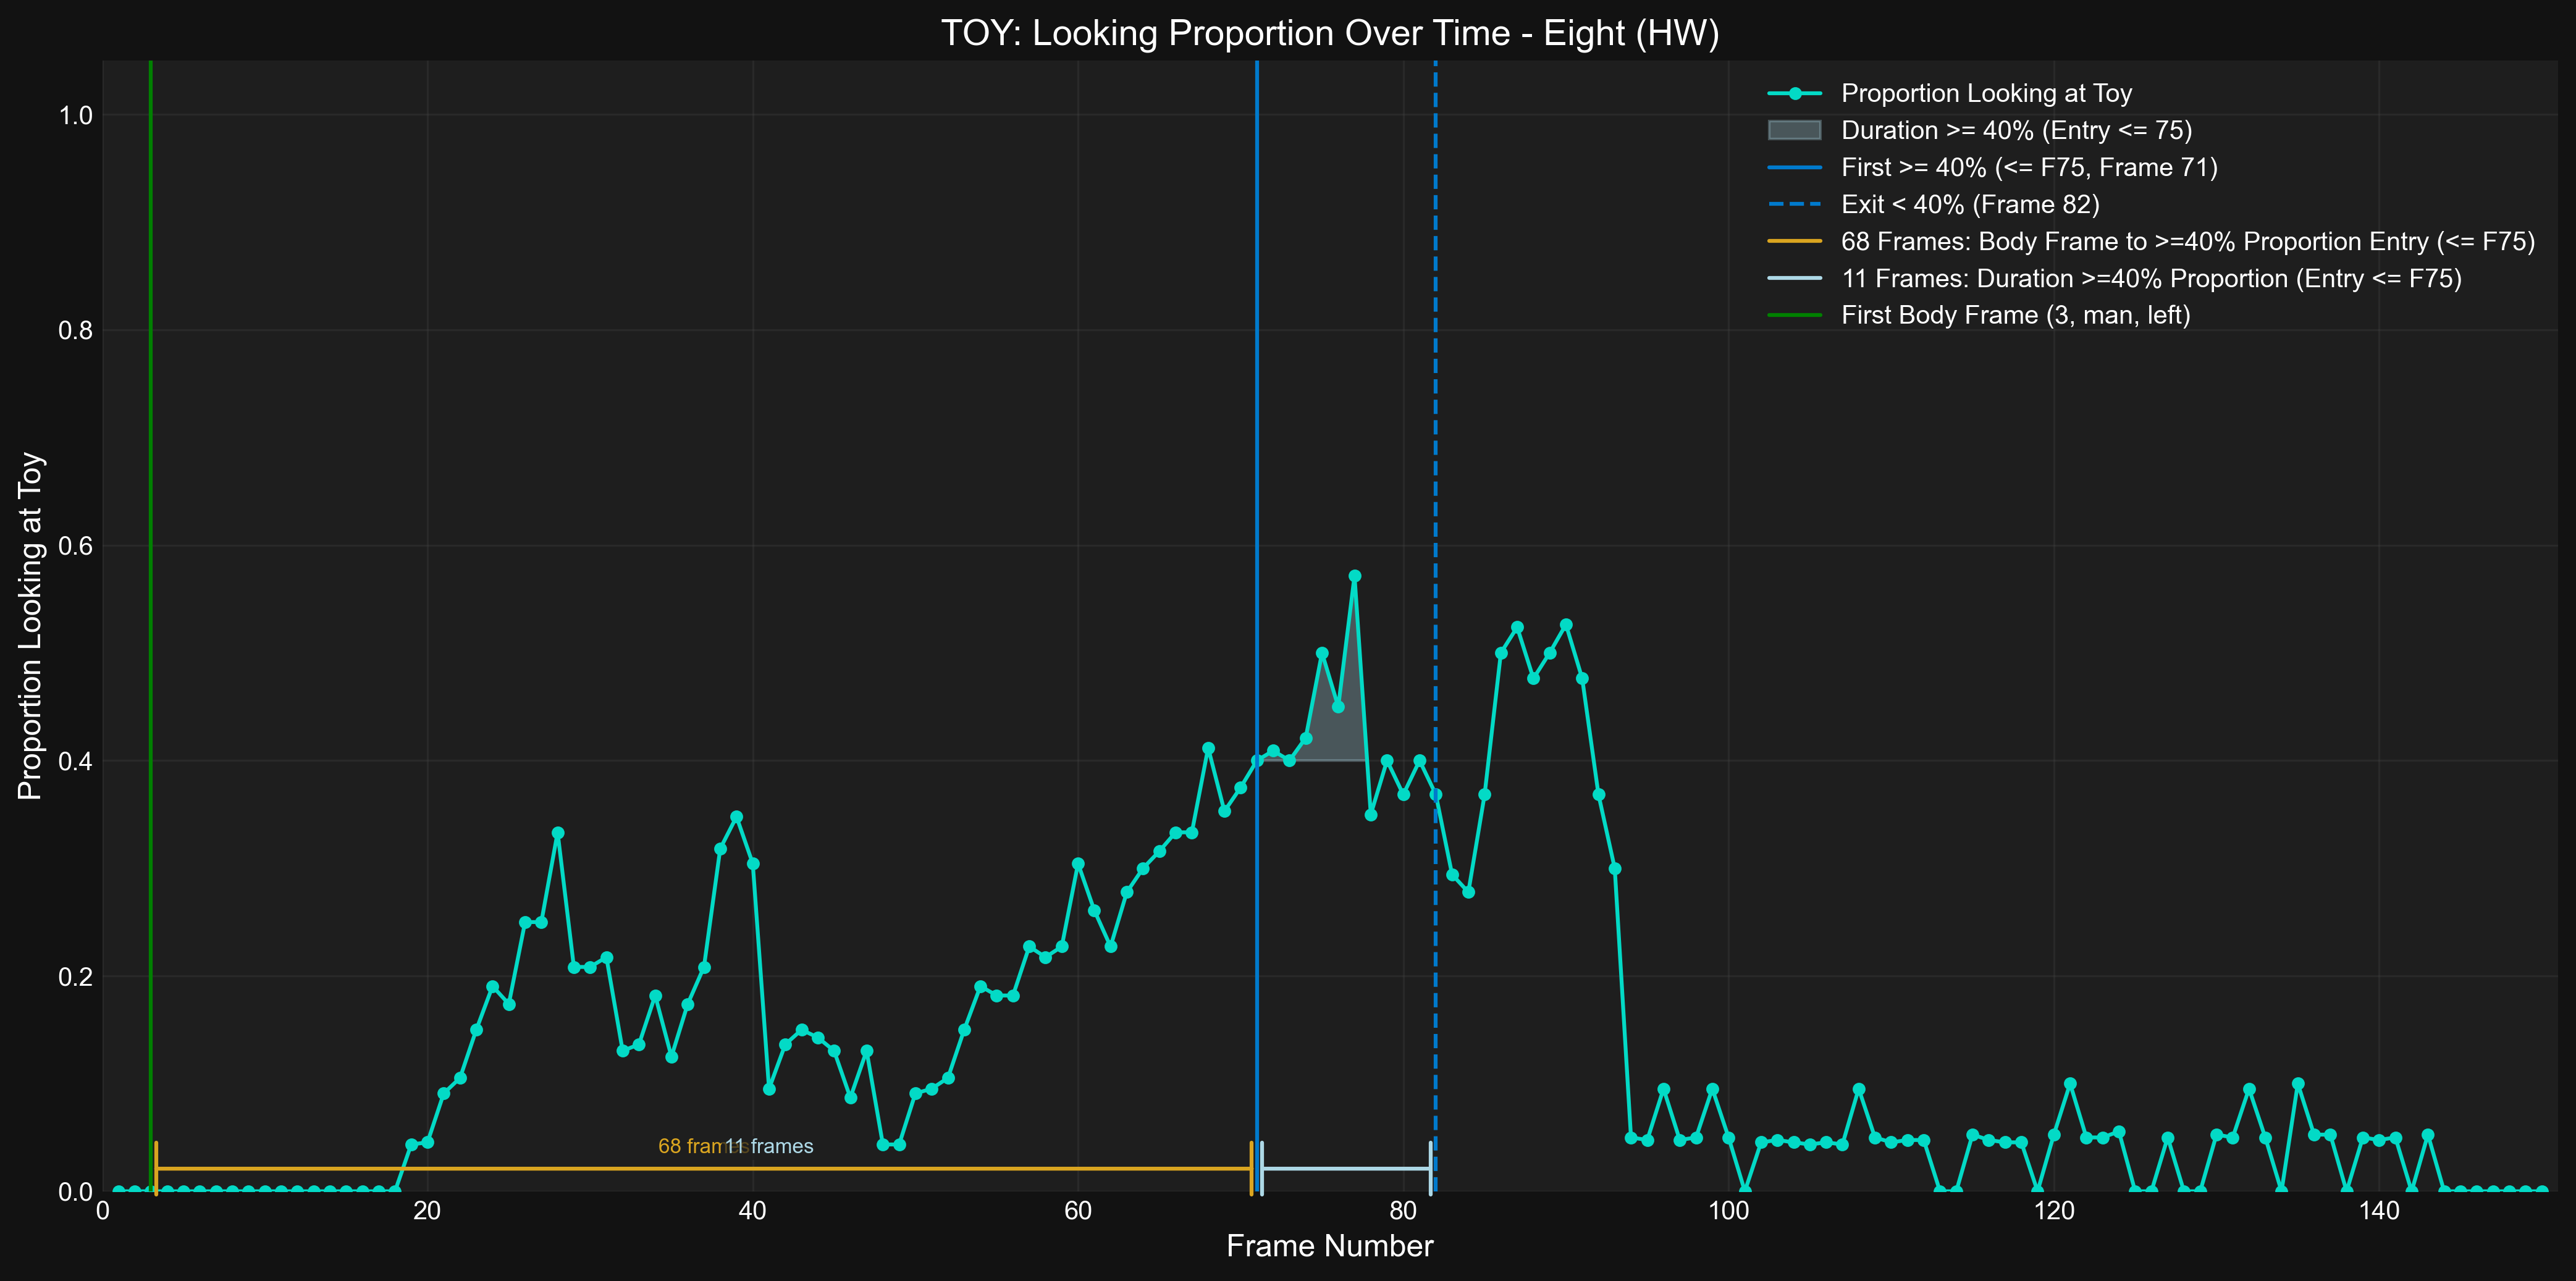 TOY: Looking Proportion Over Time - Eight (HW)
Proportion Looking at Toy
Duration >= 40% (Entry <= 75)
First >= 40% (<= F75, Frame 71)
Exit < 40% (Frame 82)
68 Frames: Body Frame to >=40% Proportion Entry (<= F75)
11 Frames: Duration >=40% Proportion (Entry <= F75)
First Body Frame (3, man, left)
Proportion Looking at Toy
1.0
0.8
0.6
0.4
0.2
0.0
68 frames
11 frames
0 20 40 60 80 100 120 140
Frame Number